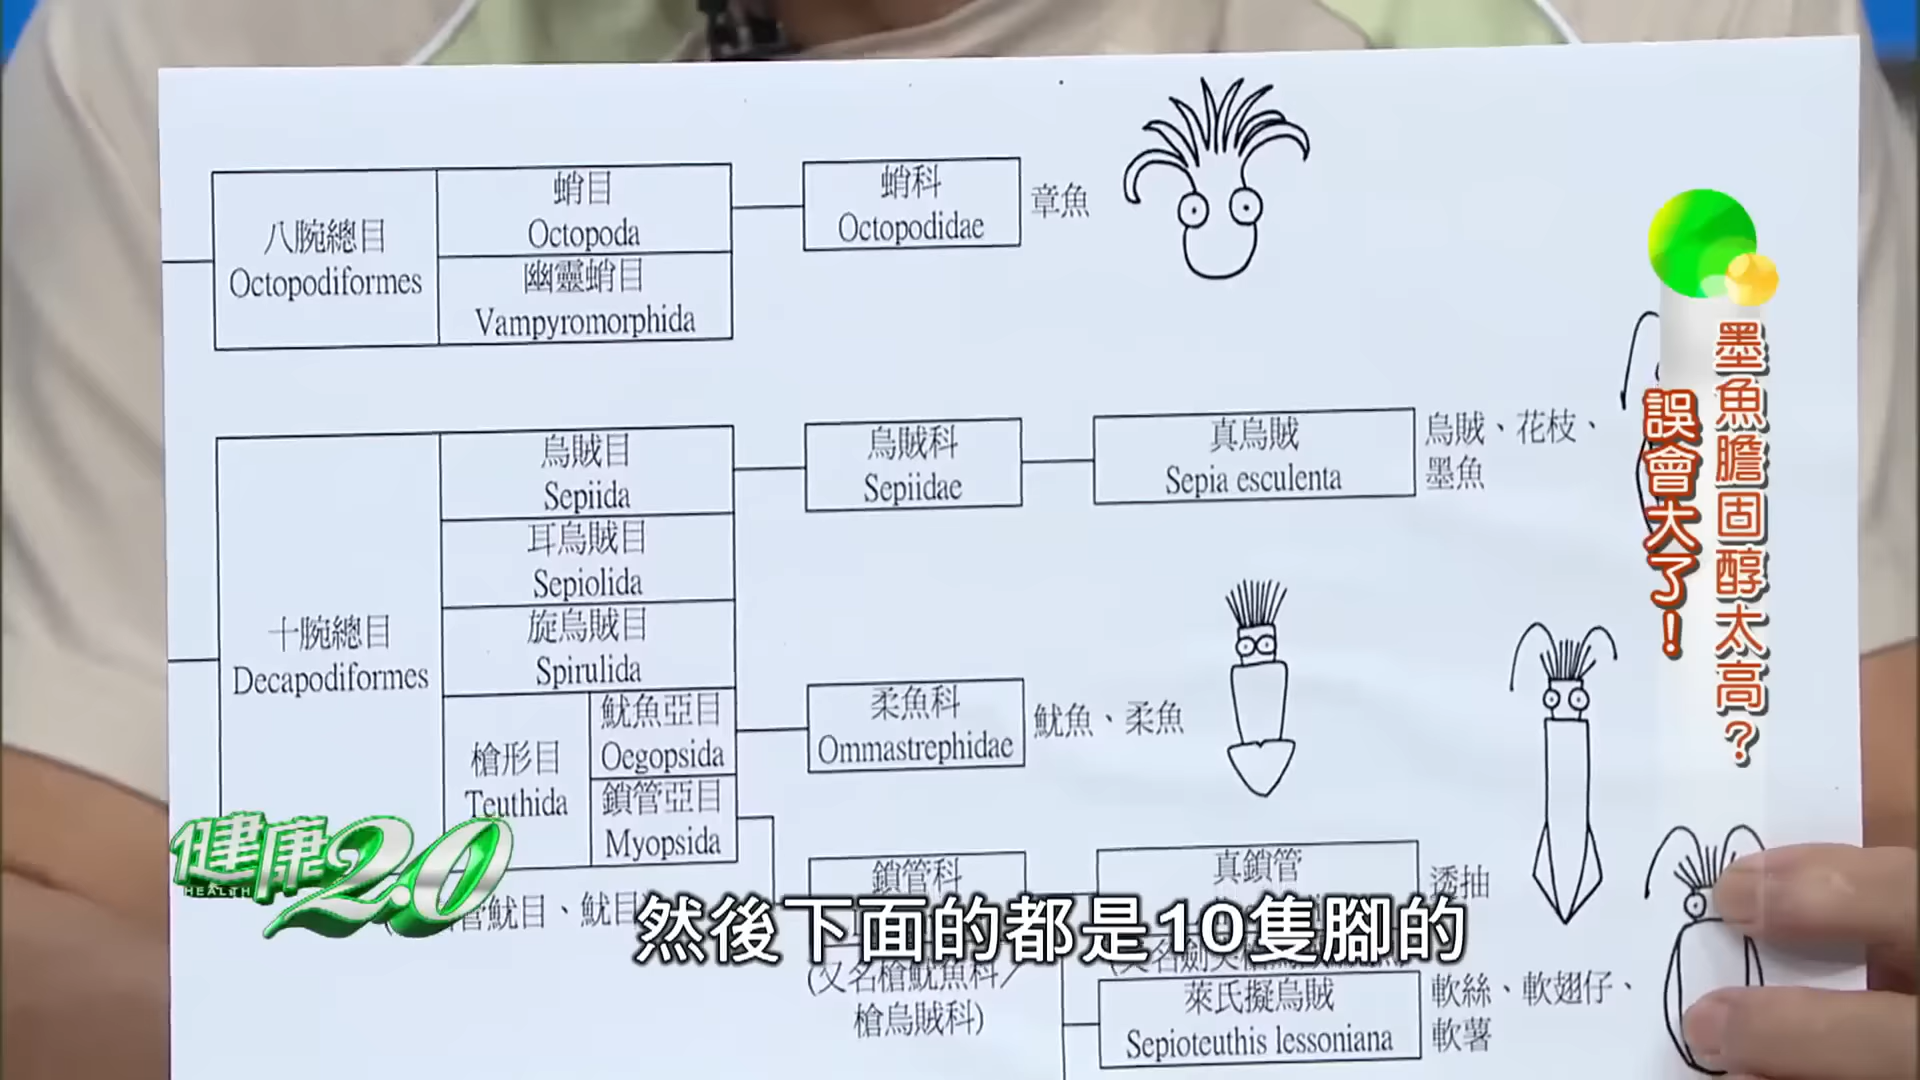 蛸目
Octopoda
蛸科
Octopodidae
章魚
八腕總目
Octopodiformes
幽靈蛸目
Vampyromorphida
烏賊目
Sepiida
烏賊科
Sepiidae
真烏賊
Sepia esculenta
烏賊、花枝、
墨魚
耳烏賊目
Sepiolida
旋烏賊目
Spirulida
十腕總目
Decapodiformes
魷魚亞目
Oegopsida
柔魚科
Ommastrephidae
魷魚、柔魚
槍形目
Teuthida
鎖管亞目
Myopsida
鎖管科
真鎖管
透抽
管魷目、魷目
(又名槍魷魚科/
槍烏賊科)
萊氏擬烏賊
Sepioteuthis lessoniana
軟絲、軟翅仔、
軟薯
墨魚膽固醇太高?
誤會大了!
健康2.0
HEALTH
然後下面的都是10隻腳的